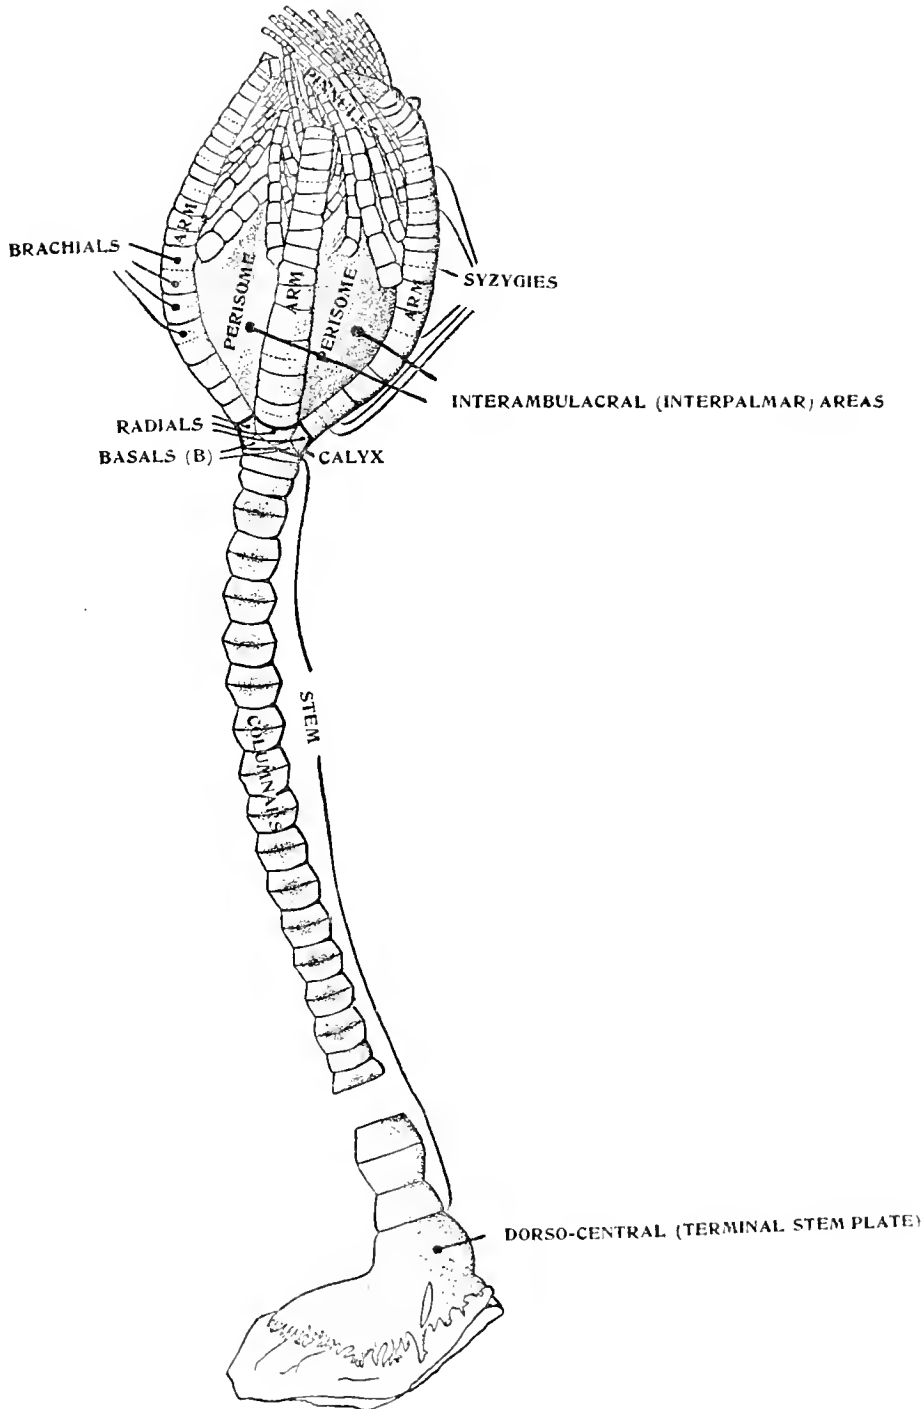 PINNULES
ARM
BRACHIALS
SYZYGIES
PERISOME
ARM
PERISOME
ARM
INTERAMBULACRAL (INTERPALMAR) AREAS
RADIALS
BASALS (B)
CALYX
STEM
COLUMNALS
DORSO-CENTRAL (TERMINAL STEM PLATE)